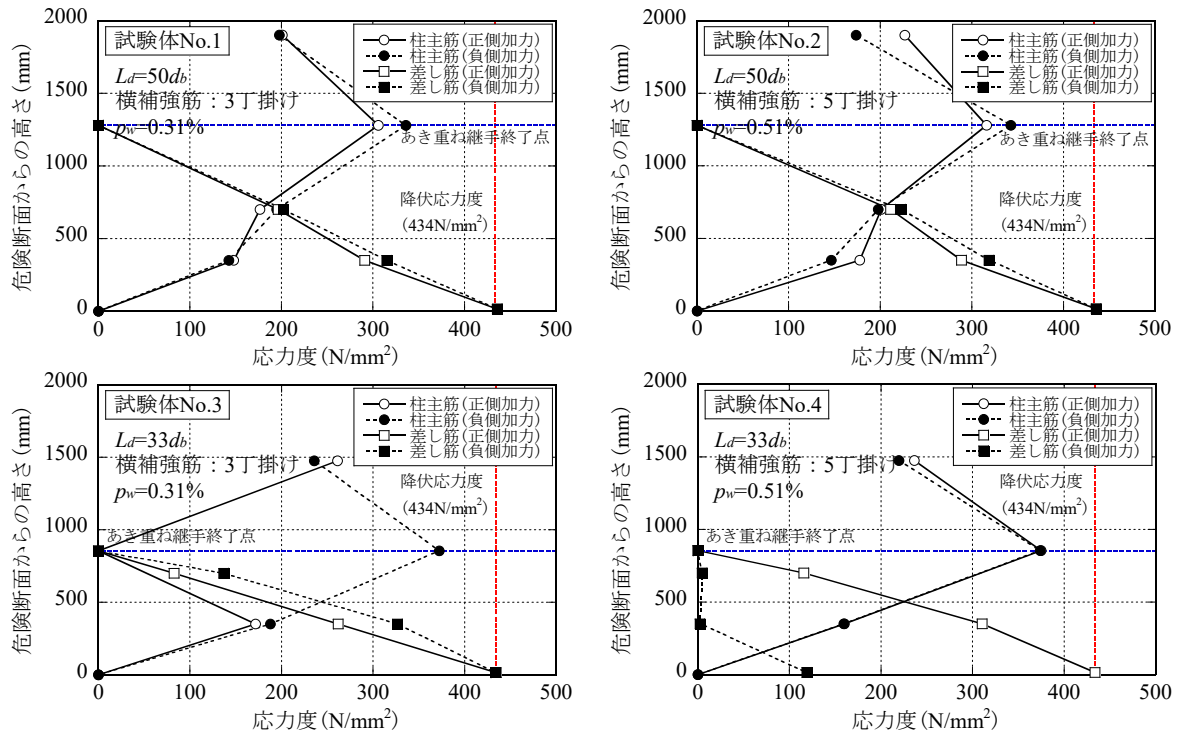 試験体No.1
Ld=50db
横補強筋：3丁掛け
pw=0.31%
柱主筋(正側加力)
柱主筋(負側加力)
差し筋(正側加力)
差し筋(負側加力)
あき重ね継手終了点
降伏応力度
(434N/mm²)
危険断面からの高さ(mm)
2000
1500
1000
500
0
0 100 200 300 400 500
応力度(N/mm²)
試験体No.2
Ld=50db
横補強筋：5丁掛け
pw=0.51%
柱主筋(正側加力)
柱主筋(負側加力)
差し筋(正側加力)
差し筋(負側加力)
あき重ね継手終了点
降伏応力度
(434N/mm²)
危険断面からの高さ(mm)
2000
1500
1000
500
0
0 100 200 300 400 500
応力度(N/mm²)
試験体No.3
Ld=33db
横補強筋：3丁掛け
pw=0.31%
柱主筋(正側加力)
柱主筋(負側加力)
差し筋(正側加力)
差し筋(負側加力)
降伏応力度
(434N/mm²)
あき重ね継手終了点
危険断面からの高さ(mm)
2000
1500
1000
500
0
0 100 200 300 400 500
応力度(N/mm²)
試験体No.4
Ld=33db
横補強筋：5丁掛け
pw=0.51%
柱主筋(正側加力)
柱主筋(負側加力)
差し筋(正側加力)
差し筋(負側加力)
降伏応力度
(434N/mm²)
あき重ね継手終了点
危険断面からの高さ(mm)
2000
1500
1000
500
0
0 100 200 300 400 500
応力度(N/mm²)